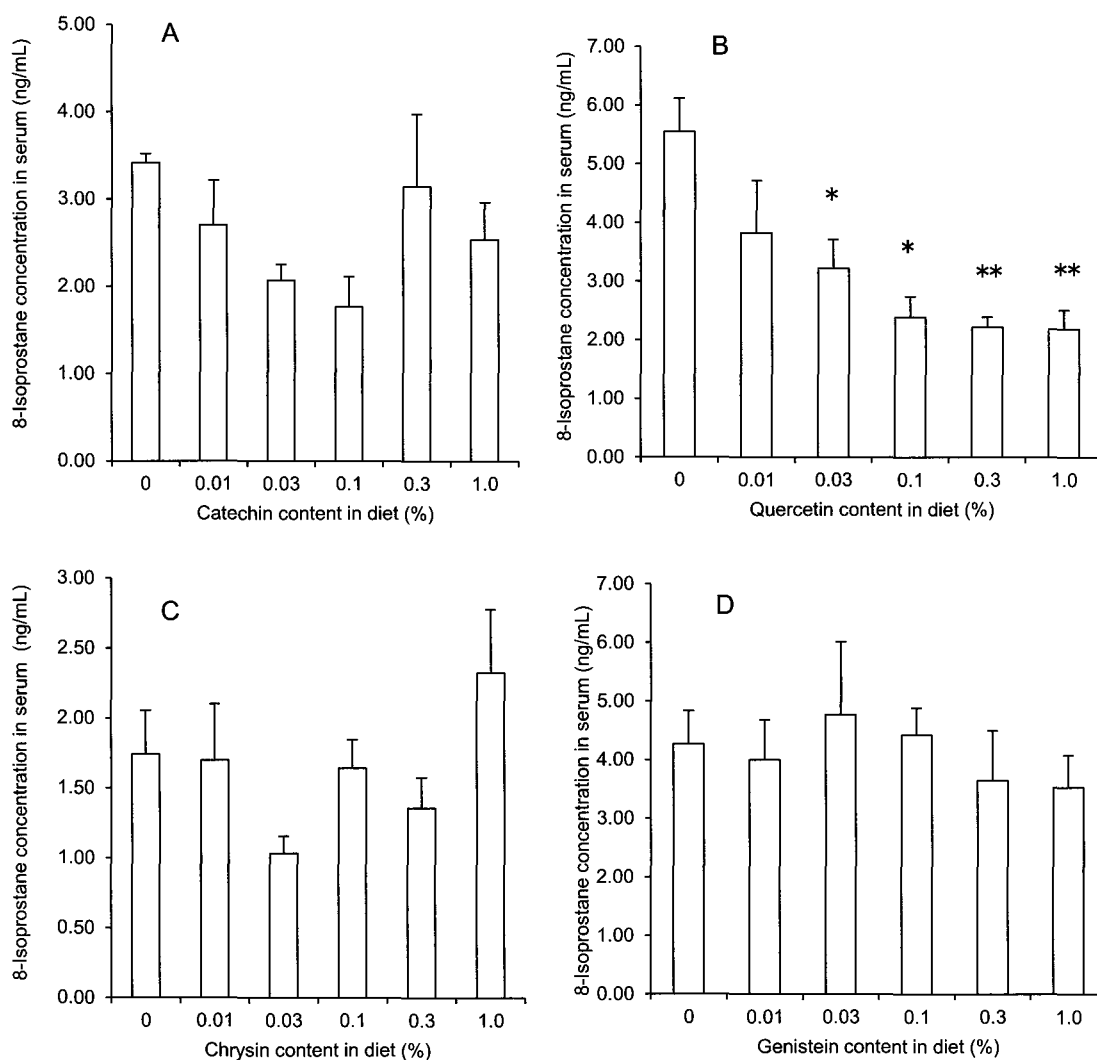 A
8-Isoprostane concentration in serum (ng/mL)
5.00
4.00
3.00
2.00
1.00
0.00
0 0.01 0.03 0.1 0.3 1.0
Catechin content in diet (%)
B
8-Isoprostane concentration in serum (ng/mL)
7.00
6.00
5.00
4.00
3.00
2.00
1.00
0.00
* * ** **
0 0.01 0.03 0.1 0.3 1.0
Quercetin content in diet (%)
C
8-Isoprostane concentration in serum (ng/mL)
3.00
2.50
2.00
1.50
1.00
0.50
0.00
0 0.01 0.03 0.1 0.3 1.0
Chrysin content in diet (%)
D
8-Isoprostane concentration in serum (ng/mL)
7.00
6.00
5.00
4.00
3.00
2.00
1.00
0.00
0 0.01 0.03 0.1 0.3 1.0
Genistein content in diet (%)